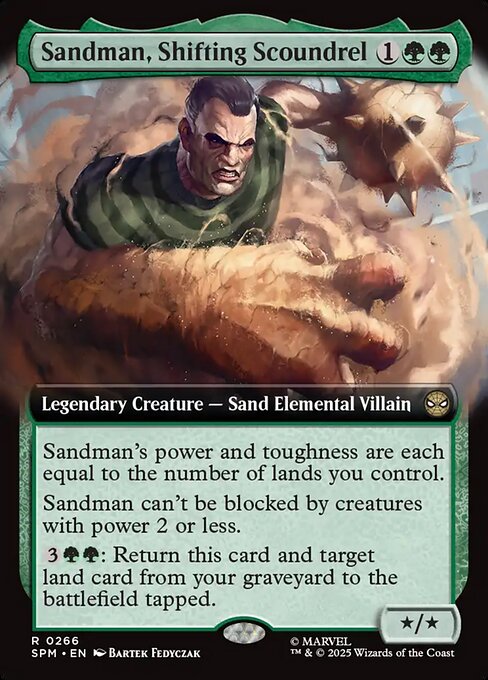 Sandman, Shifting Scoundrel 1
Legendary Creature — Sand Elemental Villain
Sandman's power and toughness are each
equal to the number of lands you control.
Sandman can't be blocked by creatures
with power 2 or less.
3: Return this card and target
land card from your graveyard to the
battlefield tapped.
*/*
R 0266
SPM • EN Bartek Fedyczak
© MARVEL
™ & © 2025 Wizards of the Coast